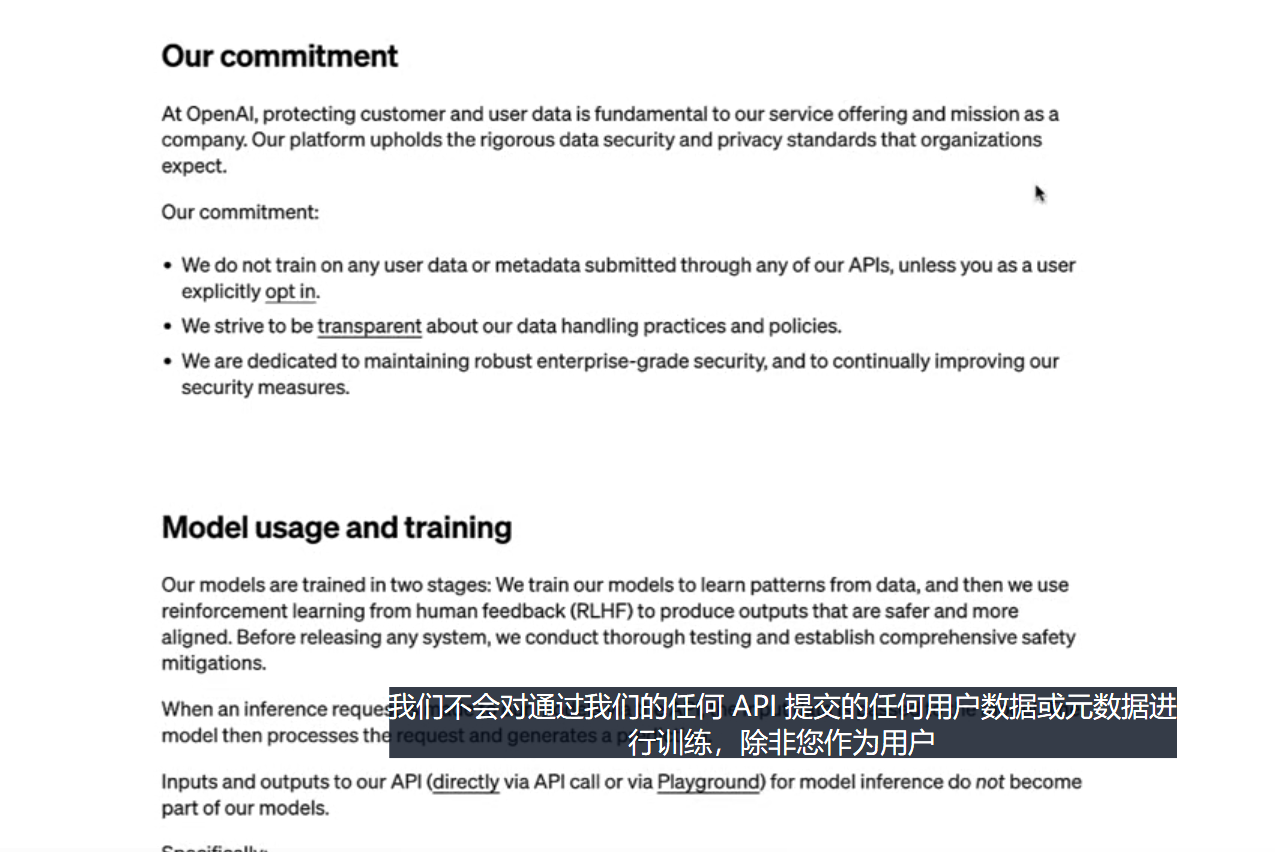 Our commitment
At OpenAI, protecting customer and user data is fundamental to our service offering and mission as a
company. Our platform upholds the rigorous data security and privacy standards that organizations
expect.
Our commitment:
• We do not train on any user data or metadata submitted through any of our APIs, unless you as a user
explicitly opt in.
• We strive to be transparent about our data handling practices and policies.
• We are dedicated to maintaining robust enterprise-grade security, and to continually improving our
security measures.
Model usage and training
Our models are trained in two stages: We train our models to learn patterns from data, and then we use
reinforcement learning from human feedback (RLHF) to produce outputs that are safer and more
aligned. Before releasing any system, we conduct thorough testing and establish comprehensive safety
mitigations.
When an inference
model then processes the request and generates a
我们不会对通过我们的任何 API 提交的任何用户数据或元数据进
行训练，除非您作为用户
Inputs and outputs to our API (directly via API call or via Playground) for model inference do not become
part of our models.